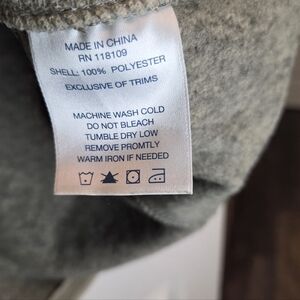 MADE IN CHINA
RN 118109
SHELL: 100% POLYESTER
EXCLUSIVE OF TRIMS
MACHINE WASH COLD
DO NOT BLEACH
TUMBLE DRY LOW
REMOVE PROMTLY
WARM IRON IF NEEDED